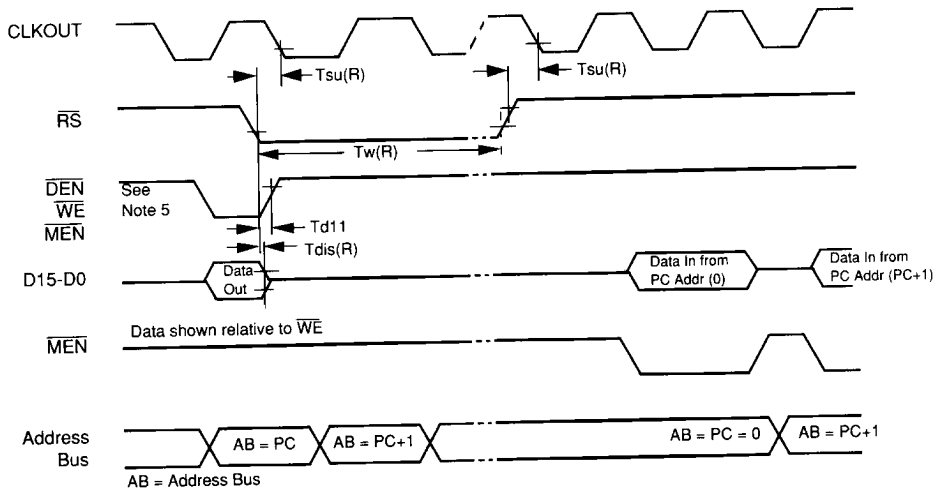 CLKOUT
Tsu(R)
Tsu(R)
RS
Tw(R)
DEN
WE
MEN
See
Note 5
Td11
Tdis(R)
D15-D0
Data
Out
Data In from
PC Addr (0)
Data In from
PC Addr (PC+1)
Data shown relative to WE
MEN
Address
Bus
AB = PC
AB = PC+1
AB = PC = 0
AB = PC+1
AB = Address Bus